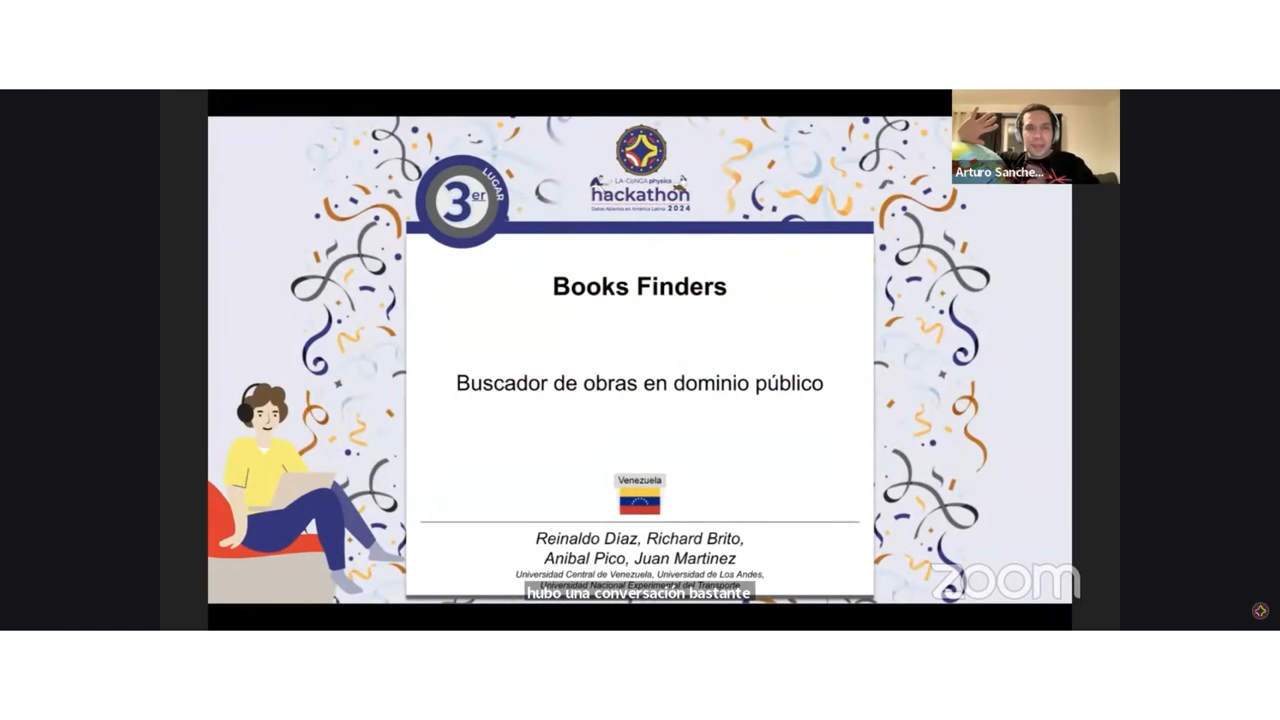 3er
LUGAR
LA-CoNGA physics
hackathon
Datos Abiertos en América Latina 2024
Arturo Sanche...
Books Finders
Buscador de obras en dominio público
Venezuela
Reinaldo Díaz, Richard Brito,
Anibal Pico, Juan Martinez
Universidad Central de Venezuela, Universidad de Los Andes,
Universidad Nacional Experimental del Transporte
hubo una conversación bastante
zoom